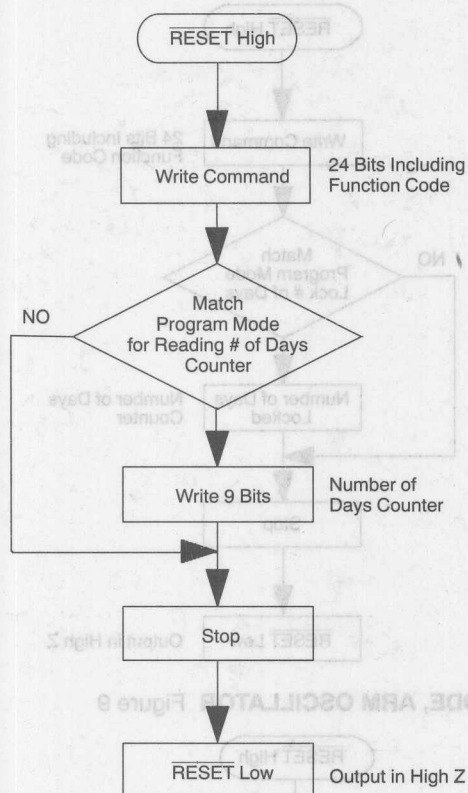 RESET High
Write Command
24 Bits Including
Function Code
Match
Program Mode
for Reading # of Days
Counter
NO
Write 9 Bits
Number of
Days Counter
Stop
RESET Low
Output in High Z